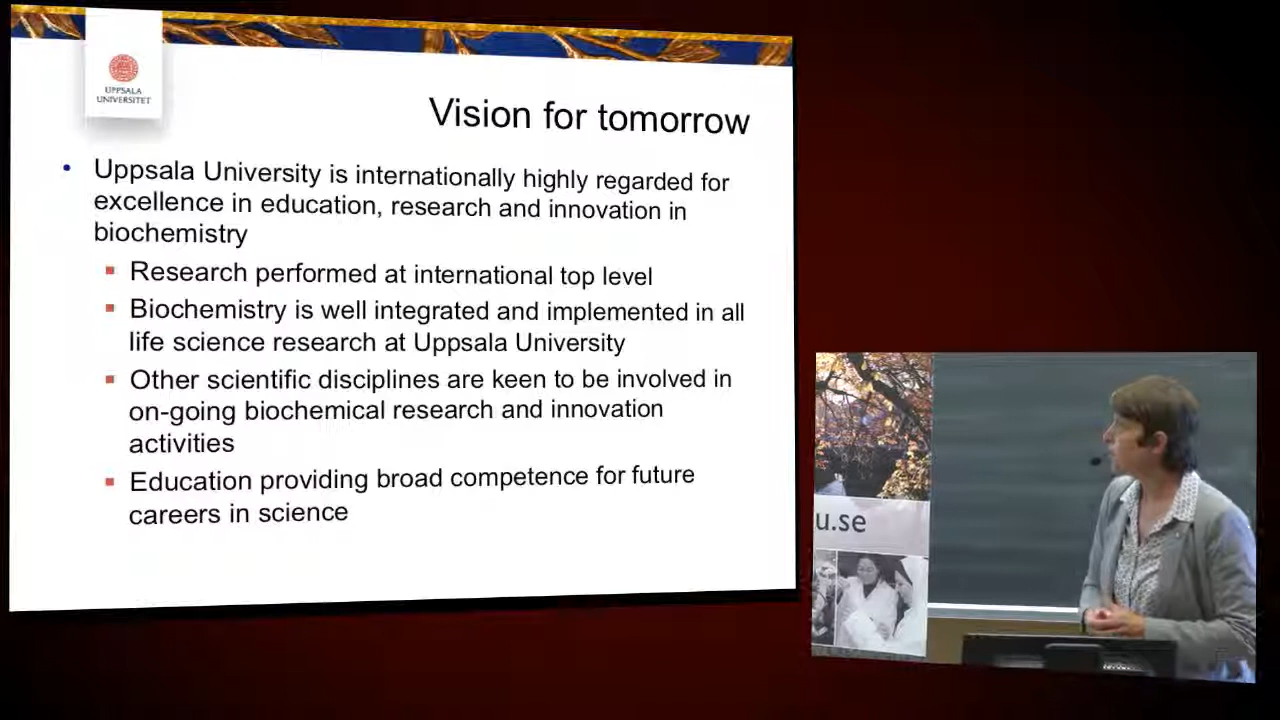 UPPSALA
UNIVERSITET
Vision for tomorrow
• Uppsala University is internationally highly regarded for
excellence in education, research and innovation in
biochemistry
▪ Research performed at international top level
▪ Biochemistry is well integrated and implemented in all
life science research at Uppsala University
▪ Other scientific disciplines are keen to be involved in
on-going biochemical research and innovation
activities
▪ Education providing broad competence for future
careers in science
u.se